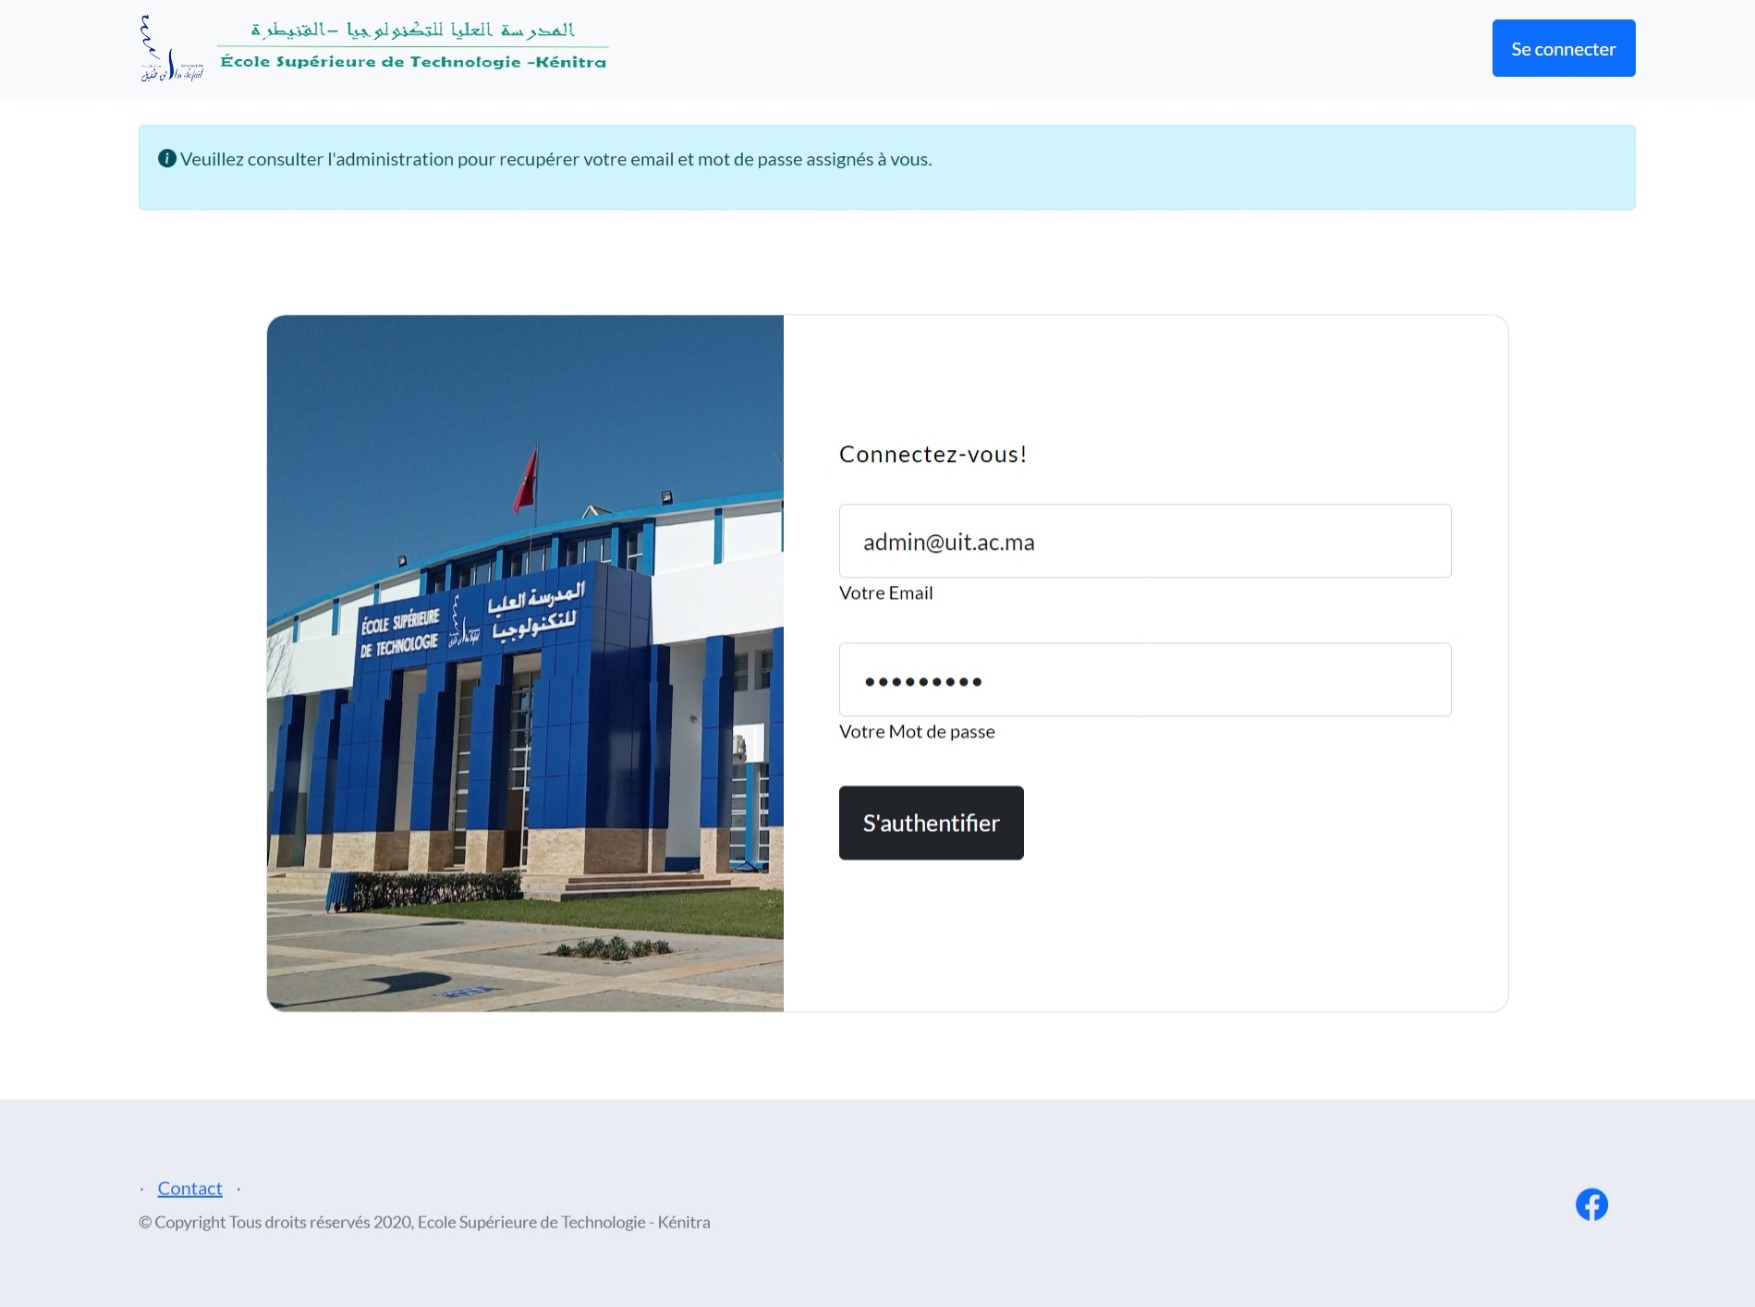 المدرسة العليا للتكنولوجيا -القنيطرة
École Supérieure de Technologie -Kénitra
Se connecter
Veuillez consulter l'administration pour recupérer votre email et mot de passe assignés à vous.
ÉCOLE SUPÉRIEURE
DE TECHNOLOGIE
المدرسة العليا
للتكنولوجيا
Connectez-vous!
admin@uit.ac.ma
Votre Email
•••••••••
Votre Mot de passe
S'authentifier
· Contact ·
© Copyright Tous droits réservés 2020, Ecole Supérieure de Technologie - Kénitra